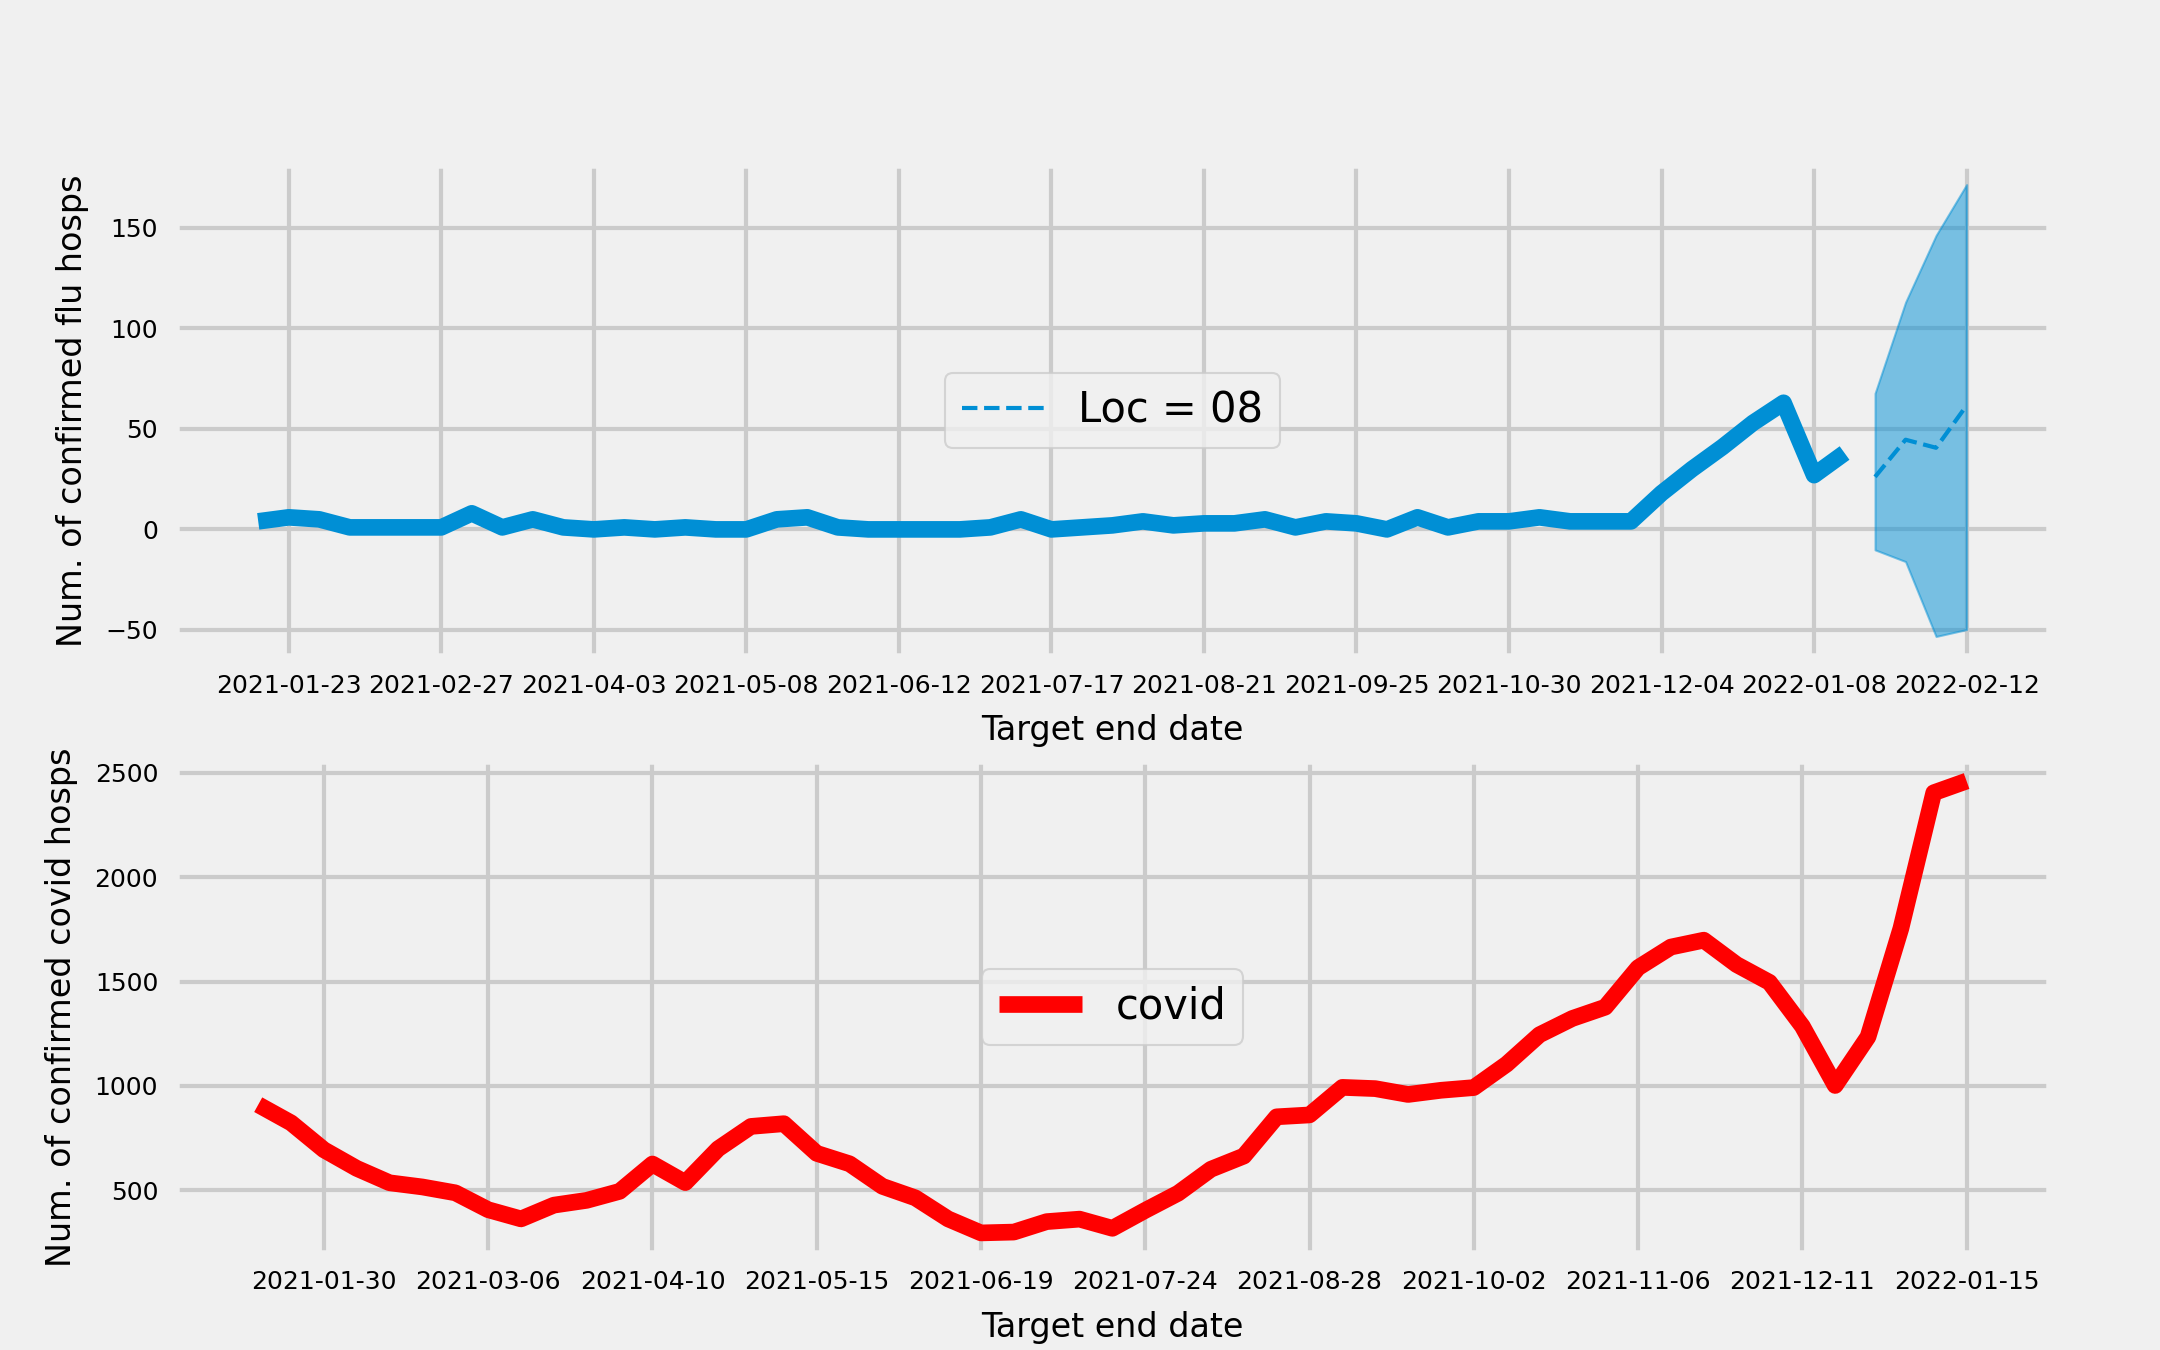 Num. of confirmed flu hosps
150
100
50
0
−50
Loc = 08
2021-01-23 2021-02-27 2021-04-03 2021-05-08 2021-06-12 2021-07-17 2021-08-21 2021-09-25 2021-10-30 2021-12-04 2022-01-08 2022-02-12
Target end date
Num. of confirmed covid hosps
2500
2000
1500
1000
500
covid
2021-01-30 2021-03-06 2021-04-10 2021-05-15 2021-06-19 2021-07-24 2021-08-28 2021-10-02 2021-11-06 2021-12-11 2022-01-15
Target end date